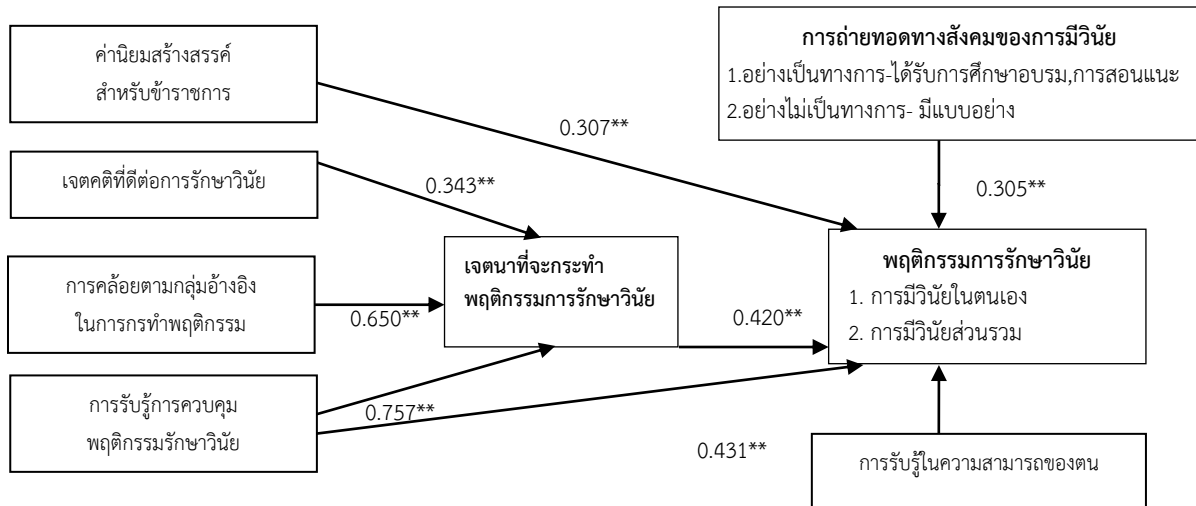 ค่านิยมสร้างสรรค์
สำหรับข้าราชการ
การถ่ายทอดทางสังคมของการมีวินัย
1.อย่างเป็นทางการ-ได้รับการศึกษาอบรม,การสอนแนะ
2.อย่างไม่เป็นทางการ- มีแบบอย่าง
0.307**
เจตคติที่ดีต่อการรักษาวินัย
0.343**
0.305**
เจตนาที่จะกระทำ
พฤติกรรมการรักษาวินัย
พฤติกรรมการรักษาวินัย
1. การมีวินัยในตนเอง
2. การมีวินัยส่วนรวม
การคล้อยตามกลุ่มอ้างอิง
ในการกรทำพฤติกรรม
0.650**
0.420**
การรับรู้การควบคุม
พฤติกรรมรักษาวินัย
0.757**
0.431**
การรับรู้ในความสามารถของตน